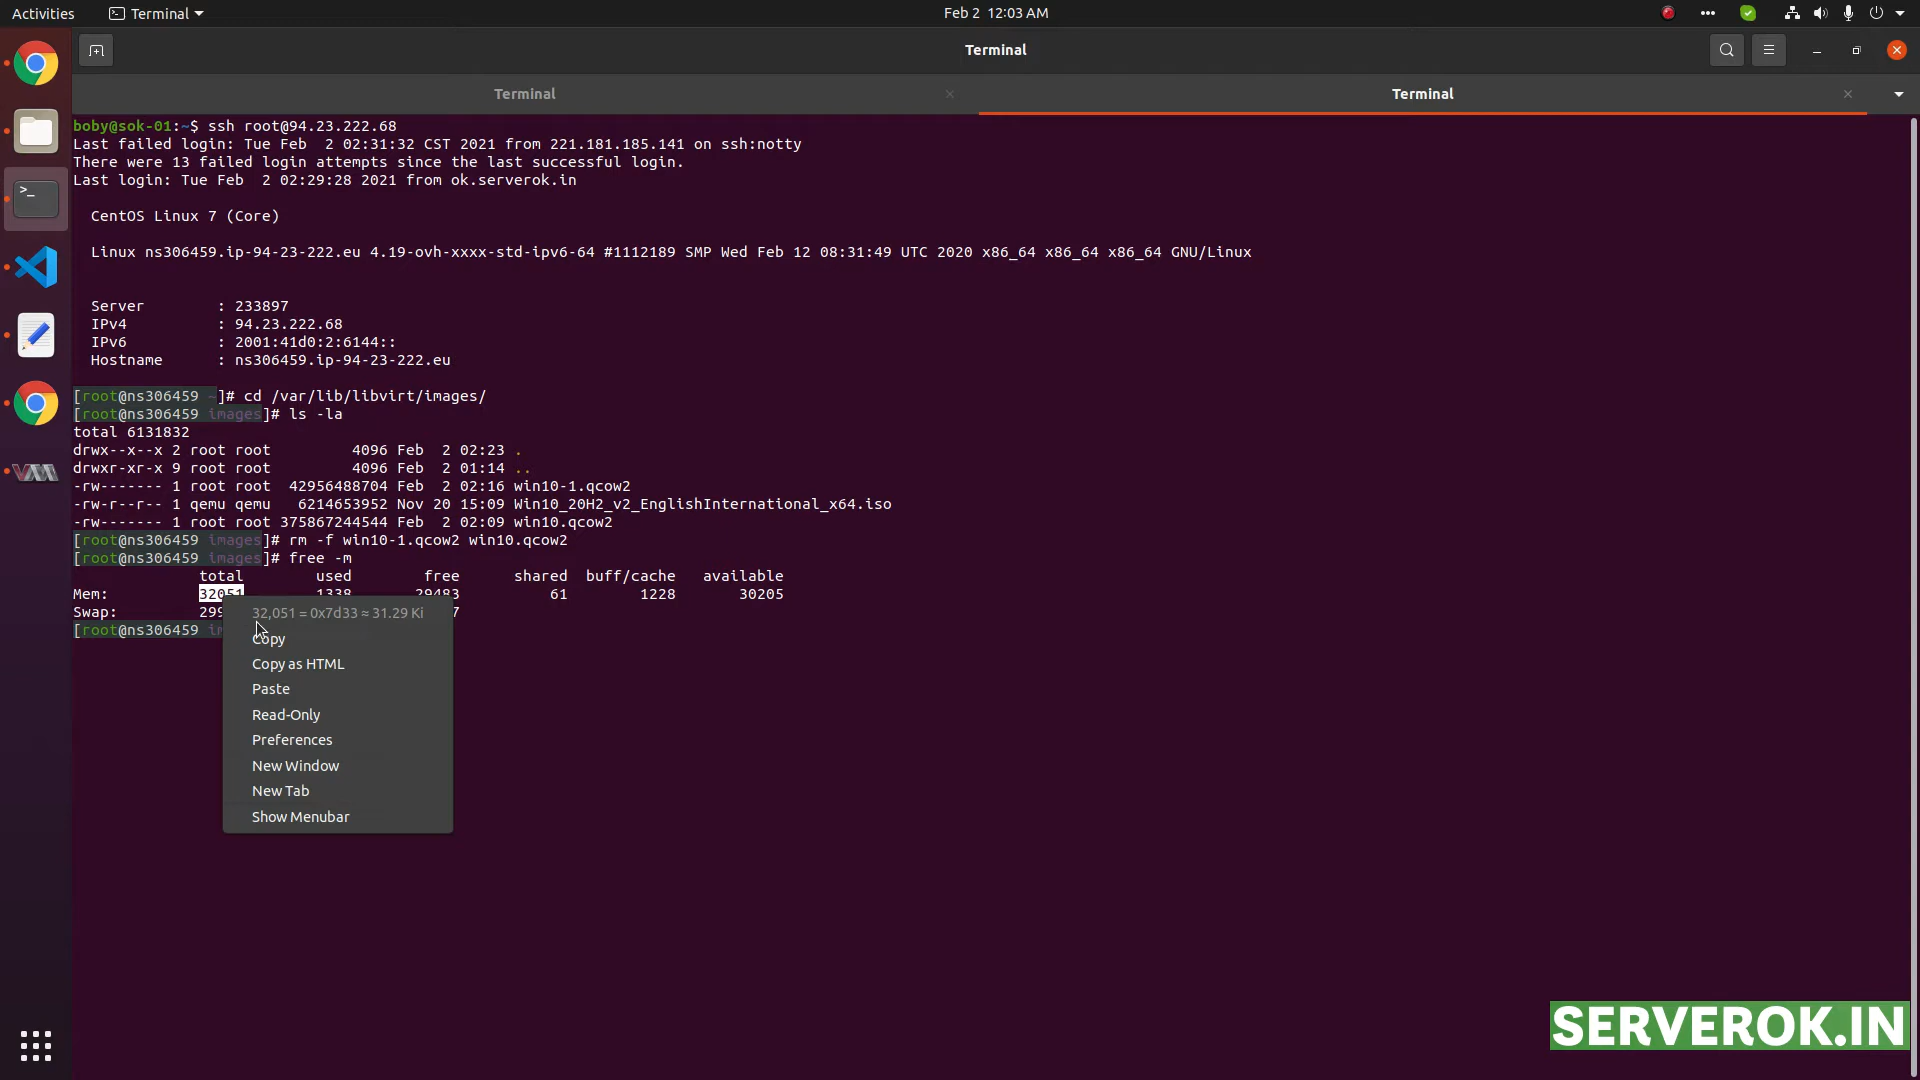 Activities Terminal Feb 2 12:03 AM
Terminal
Terminal Terminal
boby@sok-01:~$ ssh root@94.23.222.68
Last failed login: Tue Feb  2 02:31:32 CST 2021 from 221.181.185.141 on ssh:notty
There were 13 failed login attempts since the last successful login.
Last login: Tue Feb  2 02:29:28 2021 from ok.serverok.in
CentOS Linux 7 (Core)
Linux ns306459.ip-94-23-222.eu 4.19-ovh-xxxx-std-ipv6-64 #1112189 SMP Wed Feb 12 08:31:49 UTC 2020 x86_64 x86_64 x86_64 GNU/Linux
Server : 233897
IPv4 : 94.23.222.68
IPv6 : 2001:41d0:2:6144::
Hostname : ns306459.ip-94-23-222.eu
[root@ns306459 ~]# cd /var/lib/libvirt/images/
[root@ns306459 images]# ls -la
total 6131832
drwx--x--x 2 root root 4096 Feb  2 02:23 .
drwxr-xr-x 9 root root 4096 Feb  2 01:14 ..
-rw------- 1 root root 42956488704 Feb  2 02:16 win10-1.qcow2
-rw-r--r-- 1 qemu qemu 6214653952 Nov 20 15:09 Win10_20H2_v2_EnglishInternational_x64.iso
-rw------- 1 root root 375867244544 Feb  2 02:09 win10.qcow2
[root@ns306459 images]# rm -f win10-1.qcow2 win10.qcow2
[root@ns306459 images]# free -m
total used free shared buff/cache available
Mem: 32051 1338 29483 61 1228 30205
Swap: 299 7
[root@ns306459 im
32,051 = 0x7d33 ≈ 31.29 Ki
Copy
Copy as HTML
Paste
Read-Only
Preferences
New Window
New Tab
Show Menubar
SERVEROK.IN